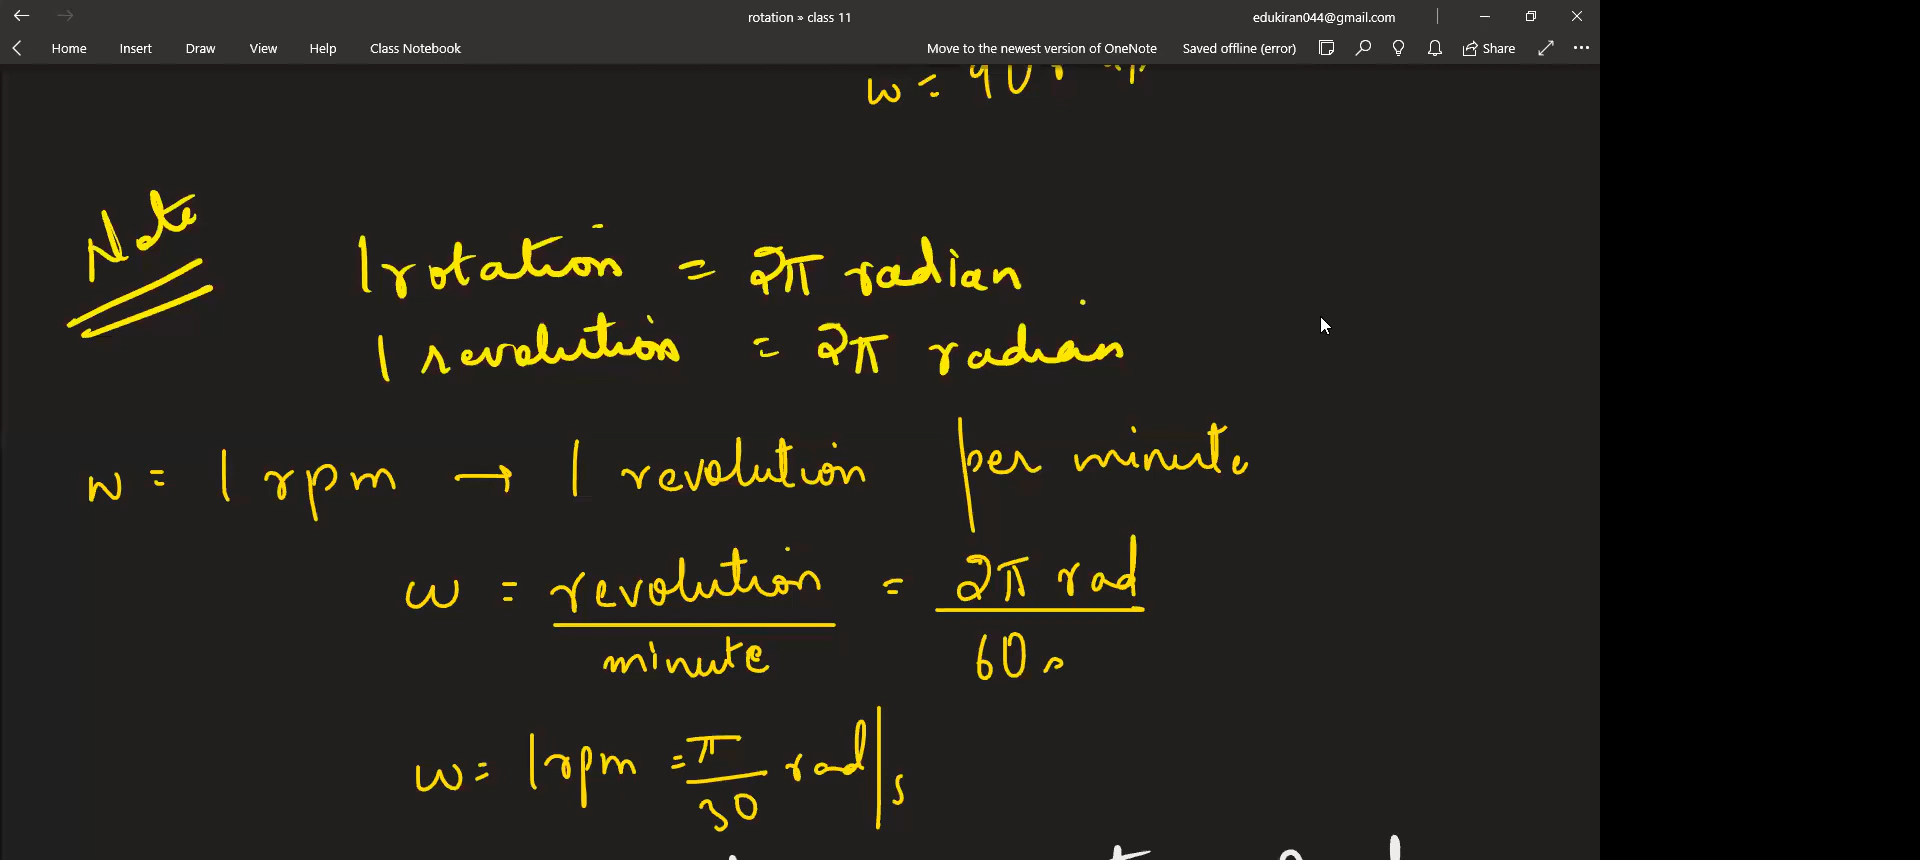 rotation » class 11
edukiran044@gmail.com
Home Insert Draw View Help Class Notebook
Move to the newest version of OneNote Saved offline (error) Share
Note
1 rotation = 2π radian
1 revolution = 2π radian
w = 1 rpm → 1 revolution per minute
ω = revolution/minute = 2π rad/60 s
ω = 1 rpm = π/30 rad/s